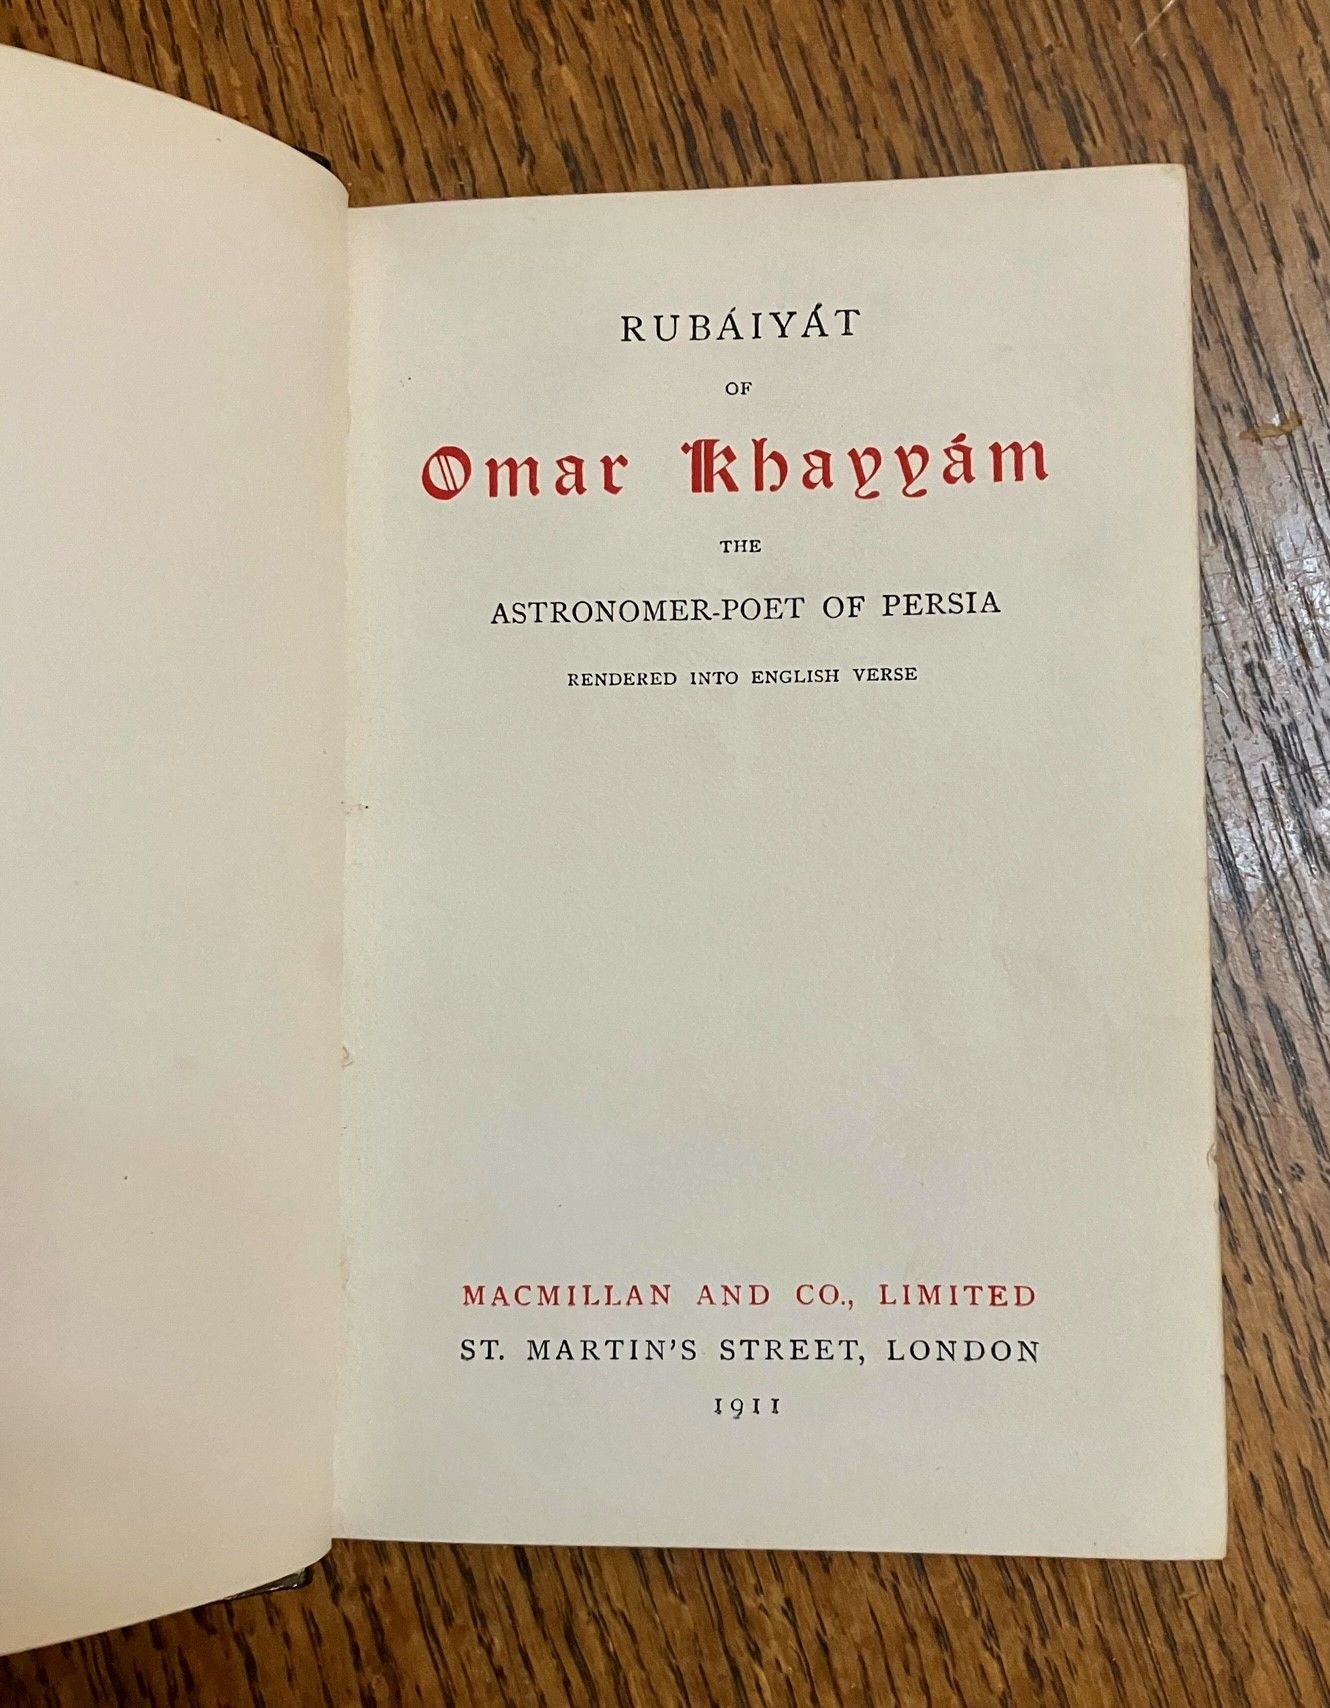 RUBÁIYÁT
OF
Omar Khayyám
THE
ASTRONOMER-POET OF PERSIA
RENDERED INTO ENGLISH VERSE
MACMILLAN AND CO., LIMITED
ST. MARTIN'S STREET, LONDON
1911